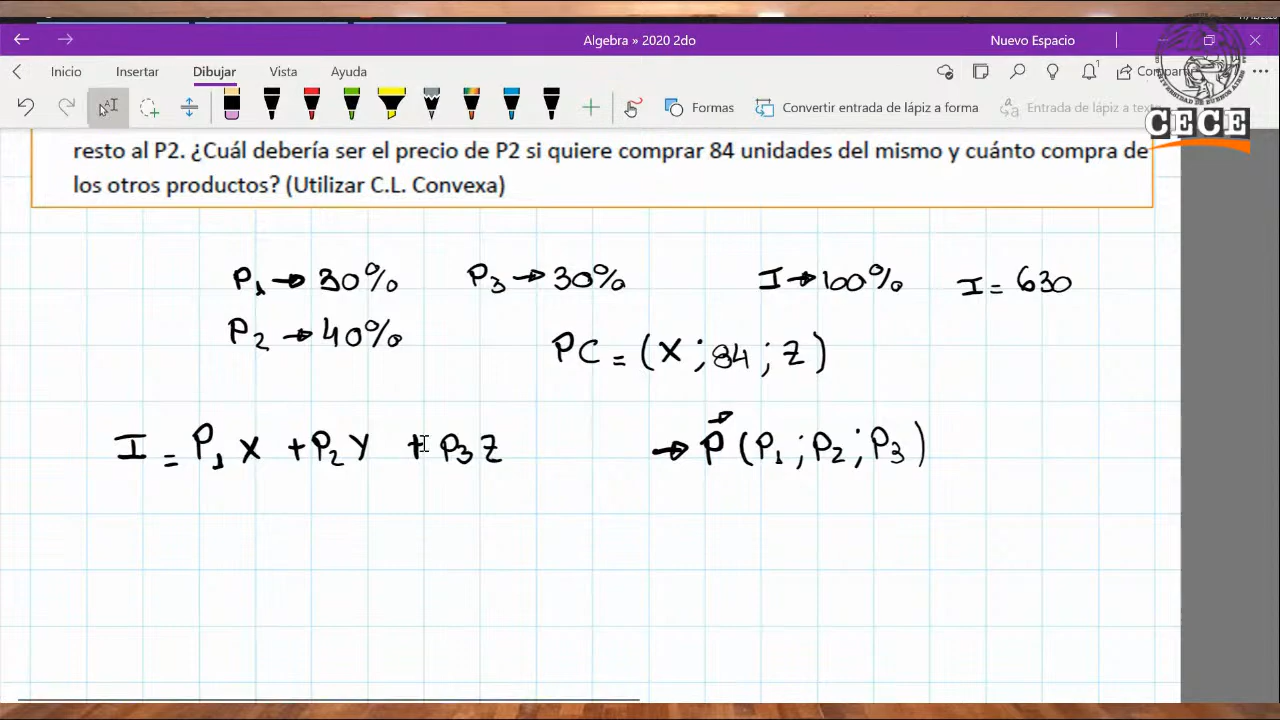 Algebra » 2020 2do
Nuevo Espacio
Inicio
Insertar
Dibujar
Vista
Ayuda
Formas
Convertir entrada de lápiz a forma
Entrada de lápiz a
CECE
resto al P2. ¿Cuál debería ser el precio de P2 si quiere comprar 84 unidades del mismo y cuánto compra de
los otros productos? (Utilizar C.L. Convexa)
P1 → 30% P3 → 30% I → 100% I = 630
P2 → 40%
PC = (X ; 84 ; Z)
I = P1 X + P2 Y + P3 Z → P (P1 ; P2 ; P3)